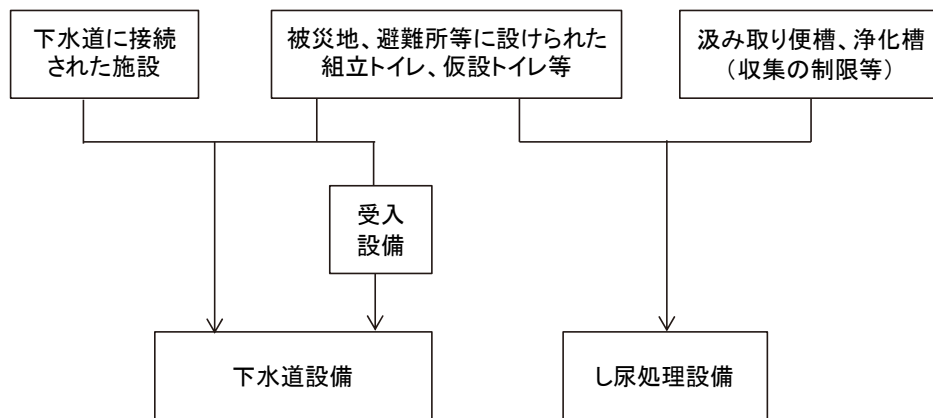 下水道に接続
された施設
被災地、避難所等に設けられた
組立トイレ、仮設トイレ等
汲み取り便槽、浄化槽
（収集の制限等）
受入
設備
下水道設備
し尿処理設備